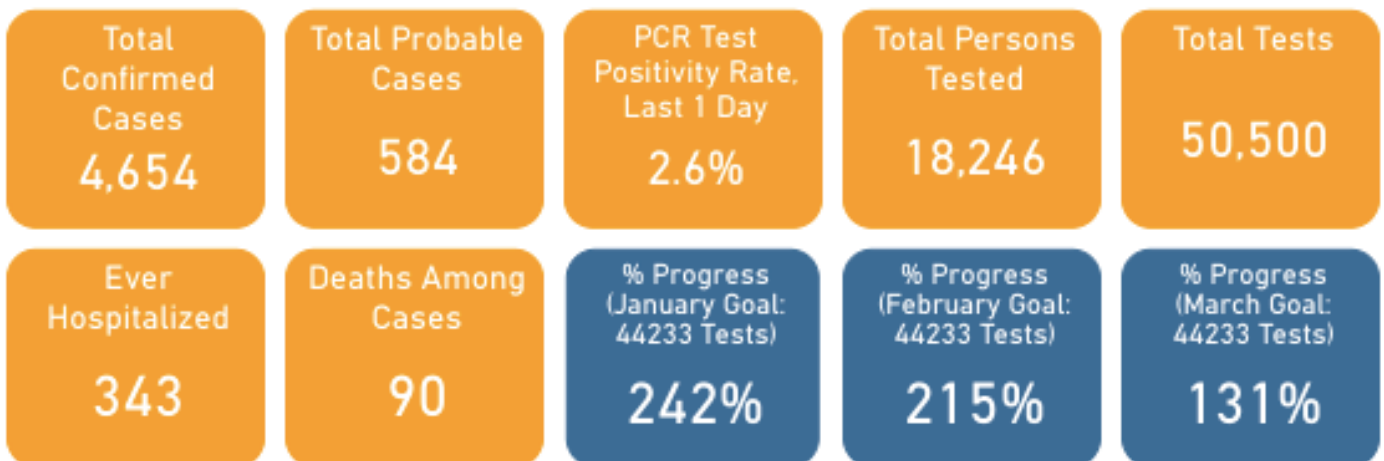 Total
Confirmed
Cases
4,654
Total Probable
Cases
584
PCR Test
Positivity Rate,
Last 1 Day
2.6%
Total Persons
Tested
18,246
Total Tests
50,500
Ever
Hospitalized
343
Deaths Among
Cases
90
% Progress
(January Goal:
44233 Tests)
242%
% Progress
(February Goal:
44233 Tests)
215%
% Progress
(March Goal:
44233 Tests)
131%